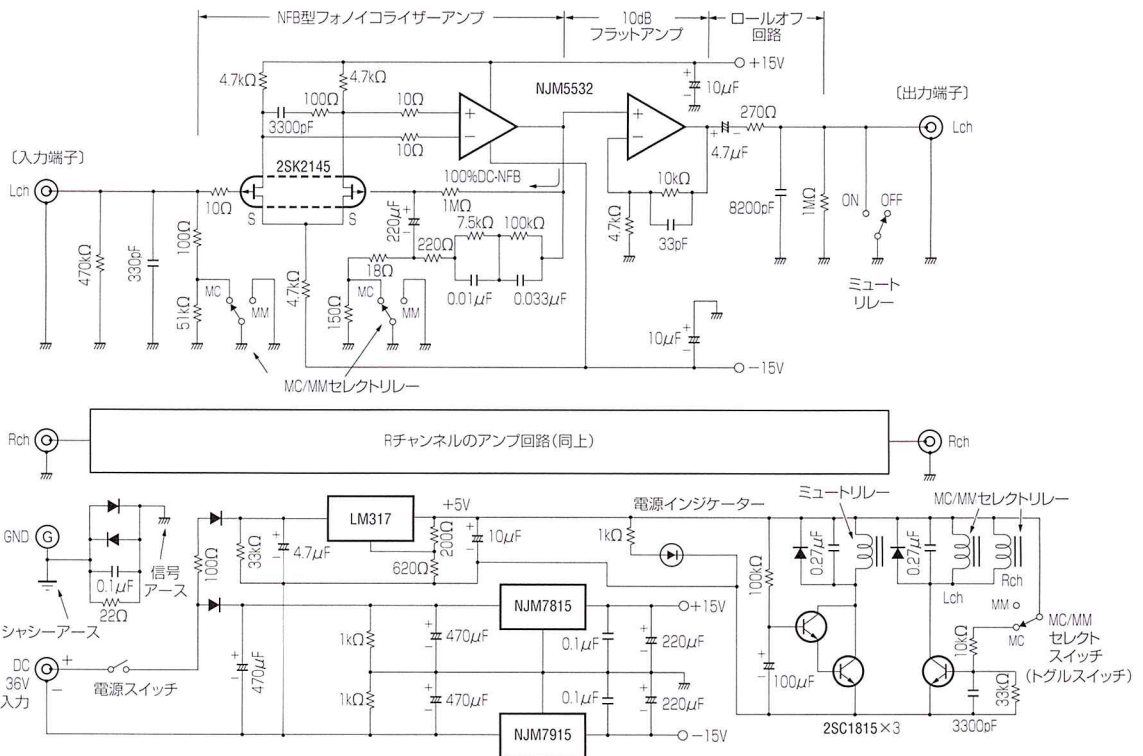 NFB型フォノイコライザーアンプ
10dB
フラットアンプ
ロールオフ
回路
+15V
4.7kΩ
4.7kΩ
+
10μF
−
NJM5532
100Ω
3300pF
10Ω
10Ω
+
−
+
−
270Ω
+
−
4.7μF
〔出力端子〕
Lch
〔入力端子〕
Lch
2SK2145
10Ω
S
S
100%DC-NFB
1MΩ
10kΩ
33pF
4.7kΩ
8200pF
1MΩ
ON
OFF
ミュート
リレー
470kΩ
330pF
100Ω
51kΩ
MC
MM
4.7kΩ
220μF
+
−
18Ω
220Ω
7.5kΩ
100kΩ
0.01μF
0.033μF
150Ω
MC
MM
10μF
+
−
−15V
MC/MMセレクトリレー
Rch
Rチャンネルのアンプ回路(同上)
Rch
GND
G
0.1μF
22Ω
信号
アース
シャシーアース
DC
36V
入力
+
−
電源スイッチ
100Ω
33kΩ
+
−
4.7μF
LM317
+5V
200Ω
620Ω
+
−
10μF
電源インジケーター
1kΩ
+
−
470μF
1kΩ
1kΩ
+
−
470μF
+
−
470μF
NJM7815
NJM7915
0.1μF
0.1μF
+
−
220μF
+
−
220μF
+15V
−15V
100kΩ
+
−
100μF
ミュートリレー
0.27μF
0.27μF
MC/MMセレクトリレー
Lch
Rch
MM
MC
MC/MM
セレクト
スイッチ
(トグルスイッチ)
10kΩ
33kΩ
3300pF
2SC1815×3